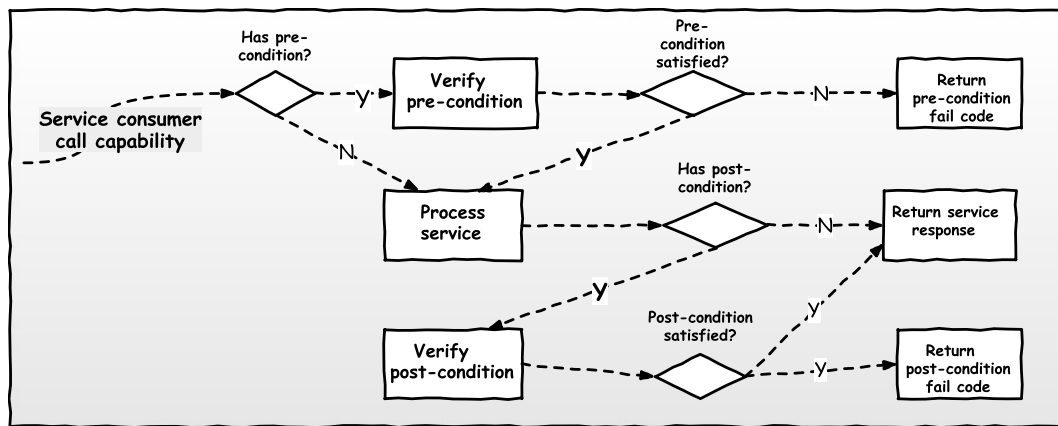 Has pre-
condition?
Pre-
condition
satisfied?
Service consumer
call capability
Y
Verify
pre-condition
N
Return
pre-condition
fail code
N
Y
Process
service
Has post-
condition?
N
Return service
response
Y
Verify
post-condition
Post-condition
satisfied?
Y
Y
Return
post-condition
fail code